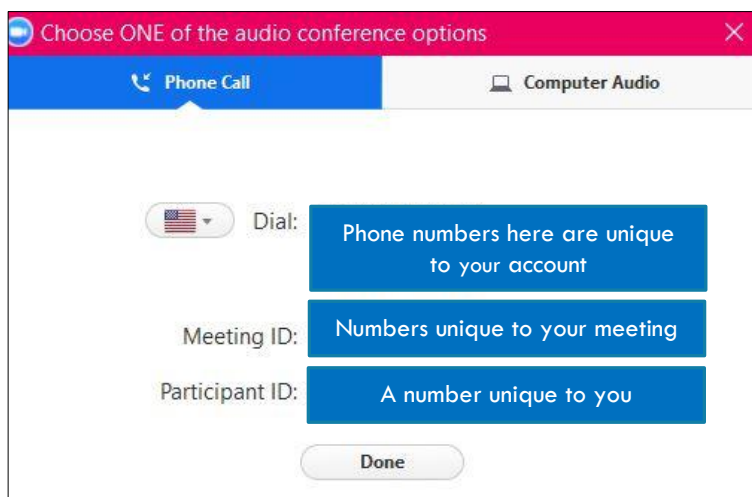 Choose ONE of the audio conference options
Phone Call
Computer Audio
Dial:
Phone numbers here are unique
to your account
Meeting ID:
Numbers unique to your meeting
Participant ID:
A number unique to you
Done